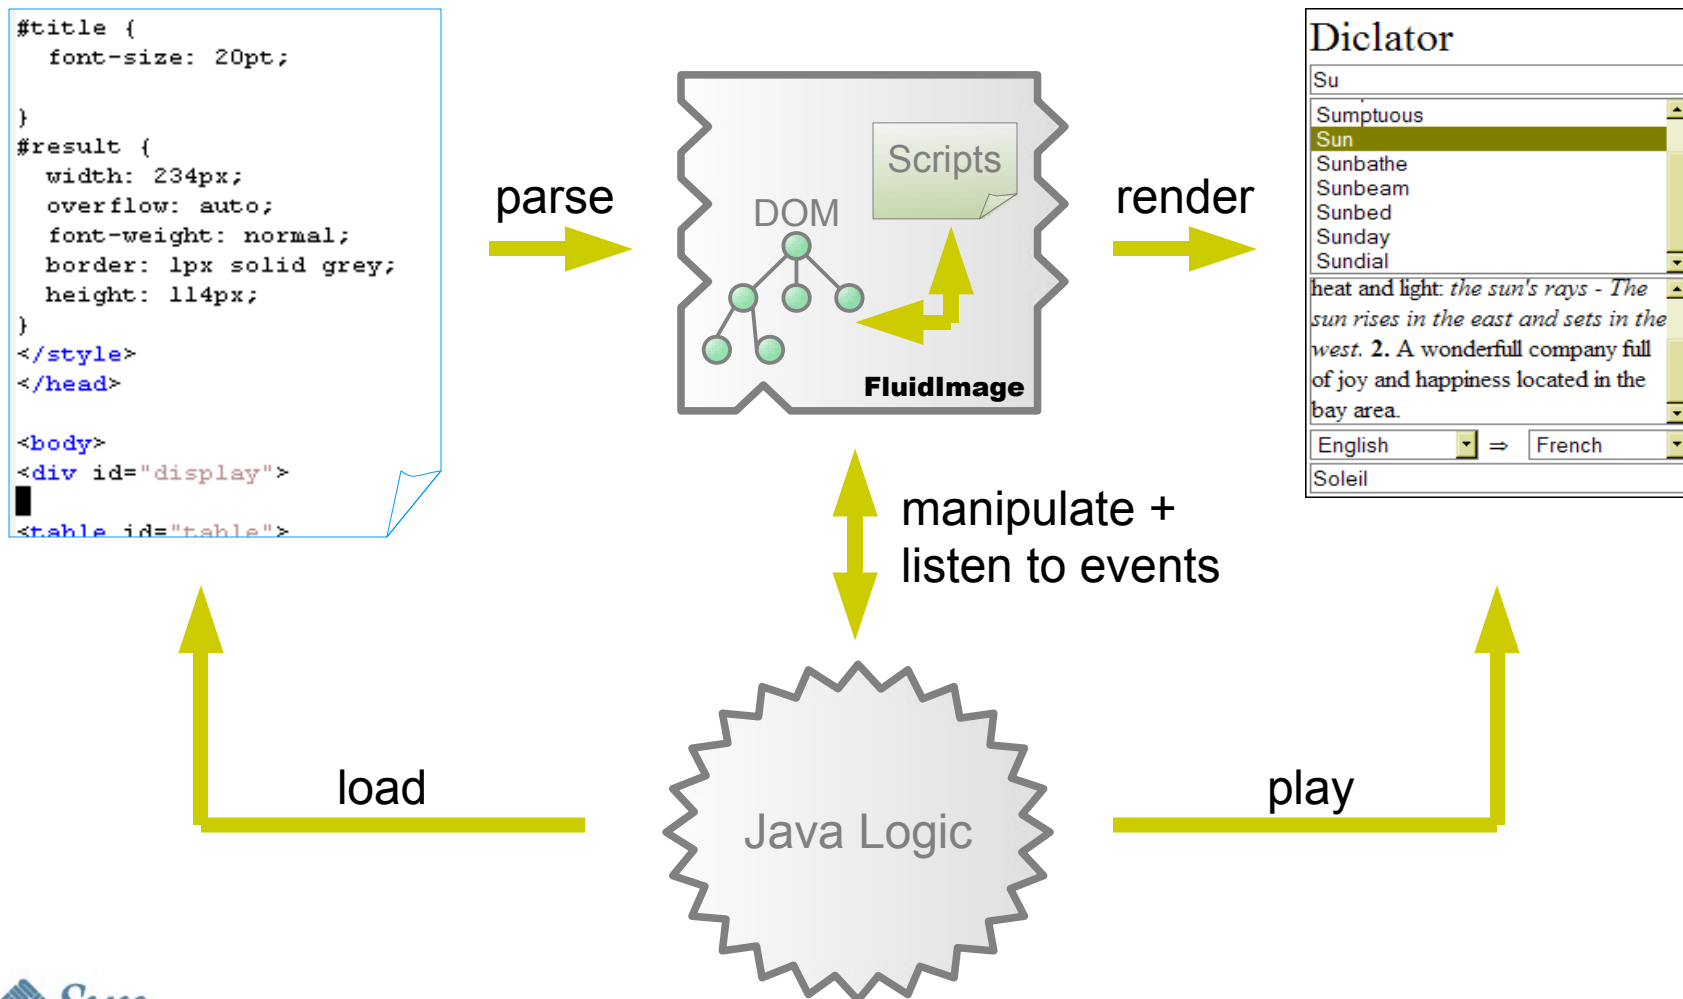 #title {
font-size: 20pt;
}
#result {
width: 234px;
overflow: auto;
font-weight: normal;
border: 1px solid grey;
height: 114px;
}
</style>
</head>
<body>
<div id="display">
<table id="table">
parse
DOM
Scripts
FluidImage
render
Diclator
Su
Sumptuous
Sun
Sunbathe
Sunbeam
Sunbed
Sunday
Sundial
heat and light: the sun's rays - The
sun rises in the east and sets in the
west. 2. A wonderfull company full
of joy and happiness located in the
bay area.
English ⇒ French
Soleil
manipulate +
listen to events
load
Java Logic
play
Sun